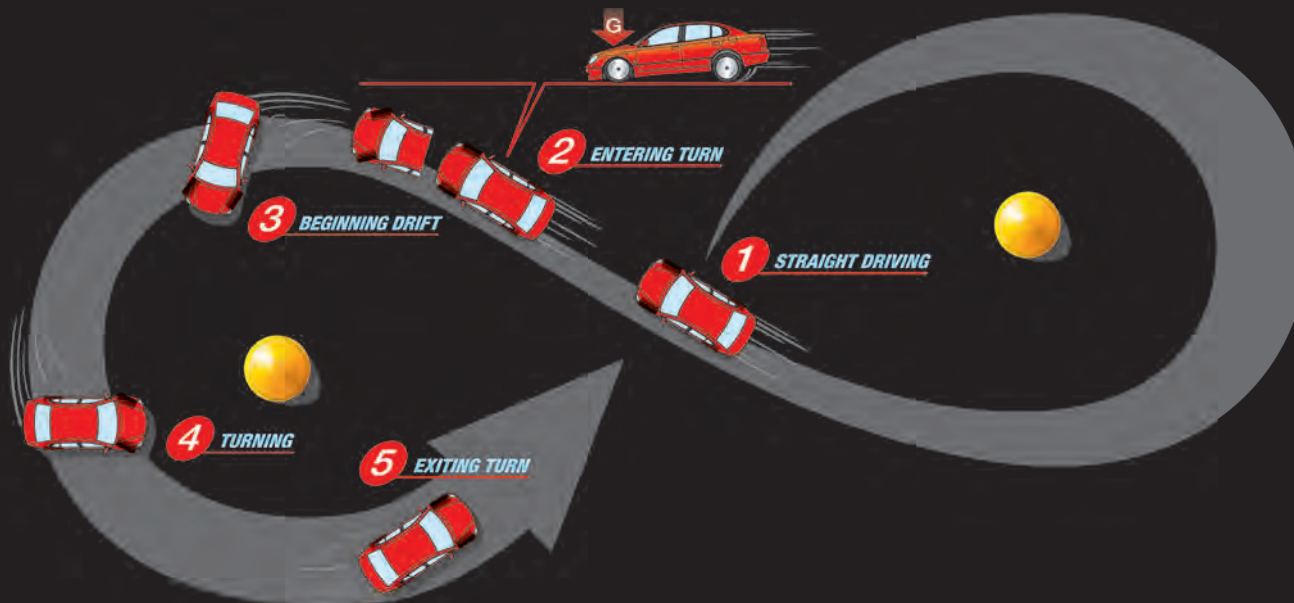 G
2 ENTERING TURN
3 BEGINNING DRIFT
1 STRAIGHT DRIVING
4 TURNING
5 EXITING TURN